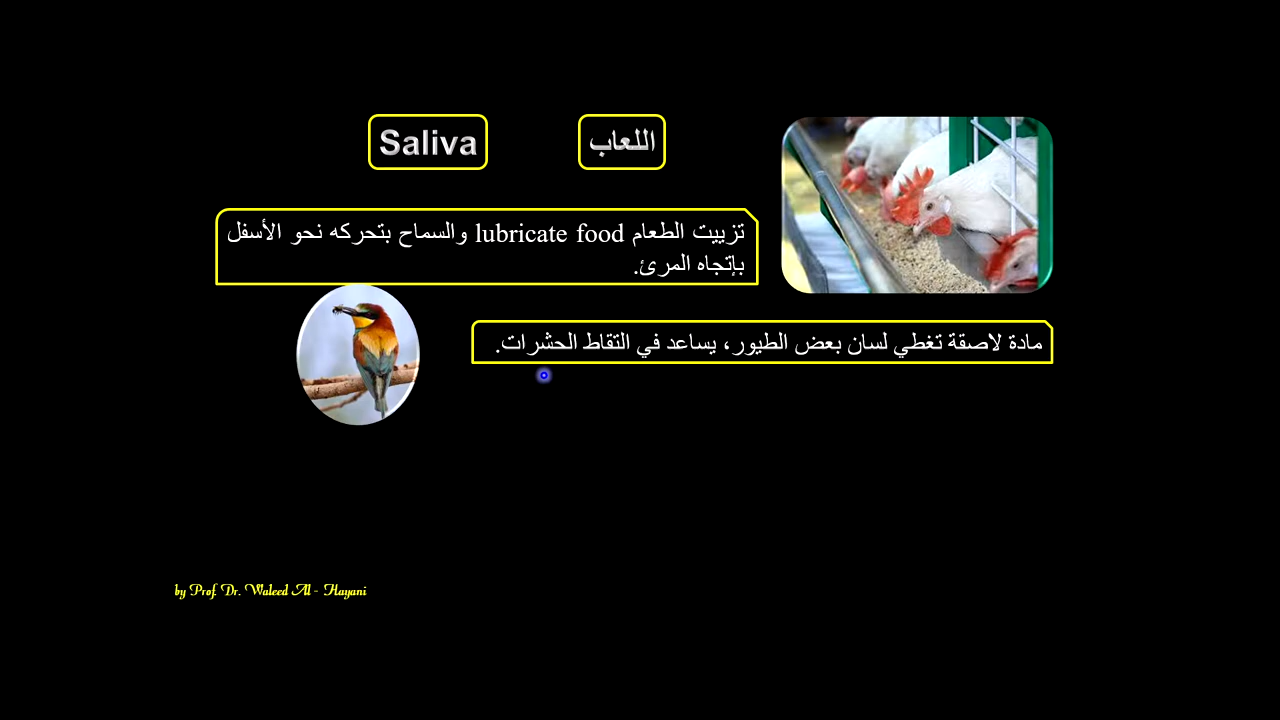 اللعاب
Saliva
تزييت الطعام lubricate food والسماح بتحركه نحو الأسفل
بإتجاه المرئ.
مادة لاصقة تغطي لسان بعض الطيور، يساعد في التقاط الحشرات.
by Prof. Dr. Waleed Al - Hayani